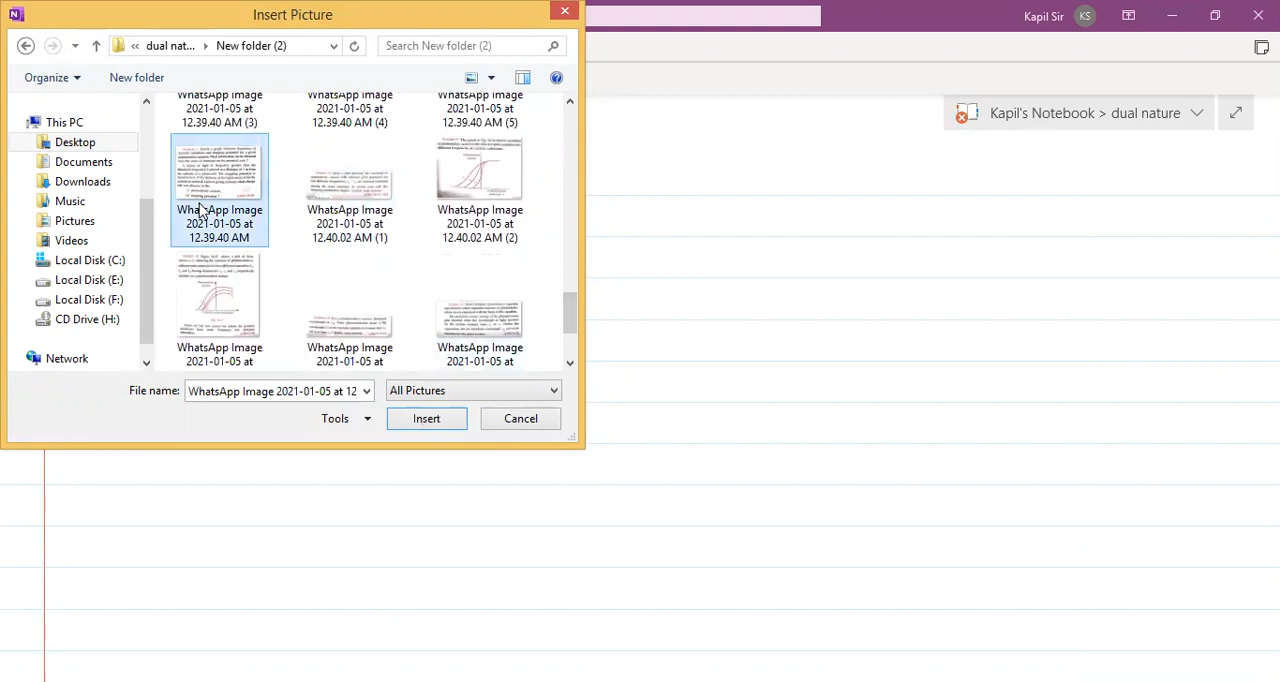 Insert Picture
Kapil Sir
KS
« dual nat...
New folder (2)
Search New folder (2)
Organize
New folder
Kapil's Notebook > dual nature
WhatsApp Image
2021-01-05 at
12.39.40 AM (3)
WhatsApp Image
2021-01-05 at
12.39.40 AM (4)
WhatsApp Image
2021-01-05 at
12.39.40 AM (5)
This PC
Desktop
Documents
Downloads
Music
Pictures
Videos
Local Disk (C:)
Local Disk (E:)
Local Disk (F:)
CD Drive (H:)
Network
WhatsApp Image
2021-01-05 at
12.39.40 AM
WhatsApp Image
2021-01-05 at
12.40.02 AM (1)
WhatsApp Image
2021-01-05 at
12.40.02 AM (2)
WhatsApp Image
2021-01-05 at
WhatsApp Image
2021-01-05 at
WhatsApp Image
2021-01-05 at
File name:
WhatsApp Image 2021-01-05 at 12
All Pictures
Tools
Insert
Cancel